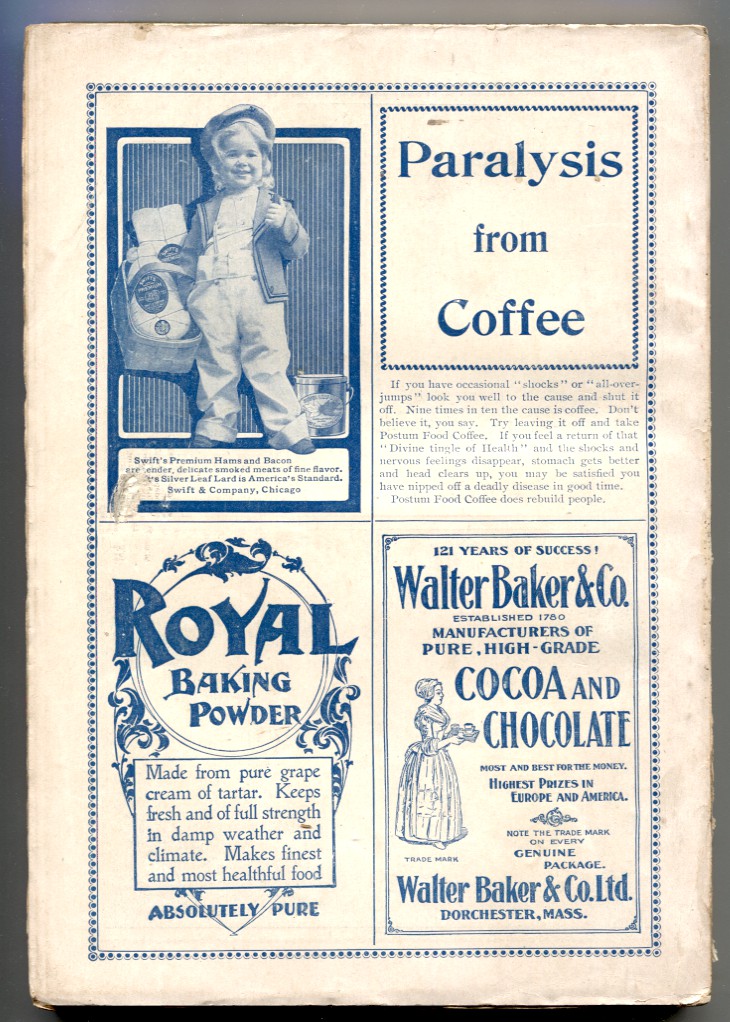 Swift's Premium Hams and Bacon
are tender, delicate smoked meats of fine flavor.
Silver Leaf Lard is America's Standard.
Swift & Company, Chicago
Paralysis
from
Coffee
If you have occasional "shocks" or "all-over-
jumps" look you well to the cause and shut it
off. Nine times in ten the cause is coffee. Don't
believe it, you say. Try leaving it off and take
Postum Food Coffee. If you feel a return of that
"Divine tingle of Health" and the shocks and
nervous feelings disappear, stomach gets better
and head clears up, you may be satisfied you
have nipped off a deadly disease in good time.
Postum Food Coffee does rebuild people.
ROYAL
BAKING
POWDER
Made from pure grape
cream of tartar. Keeps
fresh and of full strength
in damp weather and
climate. Makes finest
and most healthful food
ABSOLUTELY PURE
121 YEARS OF SUCCESS!
Walter Baker & Co.
ESTABLISHED 1780
MANUFACTURERS OF
PURE, HIGH-GRADE
COCOA AND
CHOCOLATE
MOST AND BEST FOR THE MONEY.
HIGHEST PRIZES IN
EUROPE AND AMERICA.
NOTE THE TRADE MARK
ON EVERY
GENUINE
PACKAGE.
TRADE MARK
Walter Baker & Co. Ltd.
DORCHESTER, MASS.